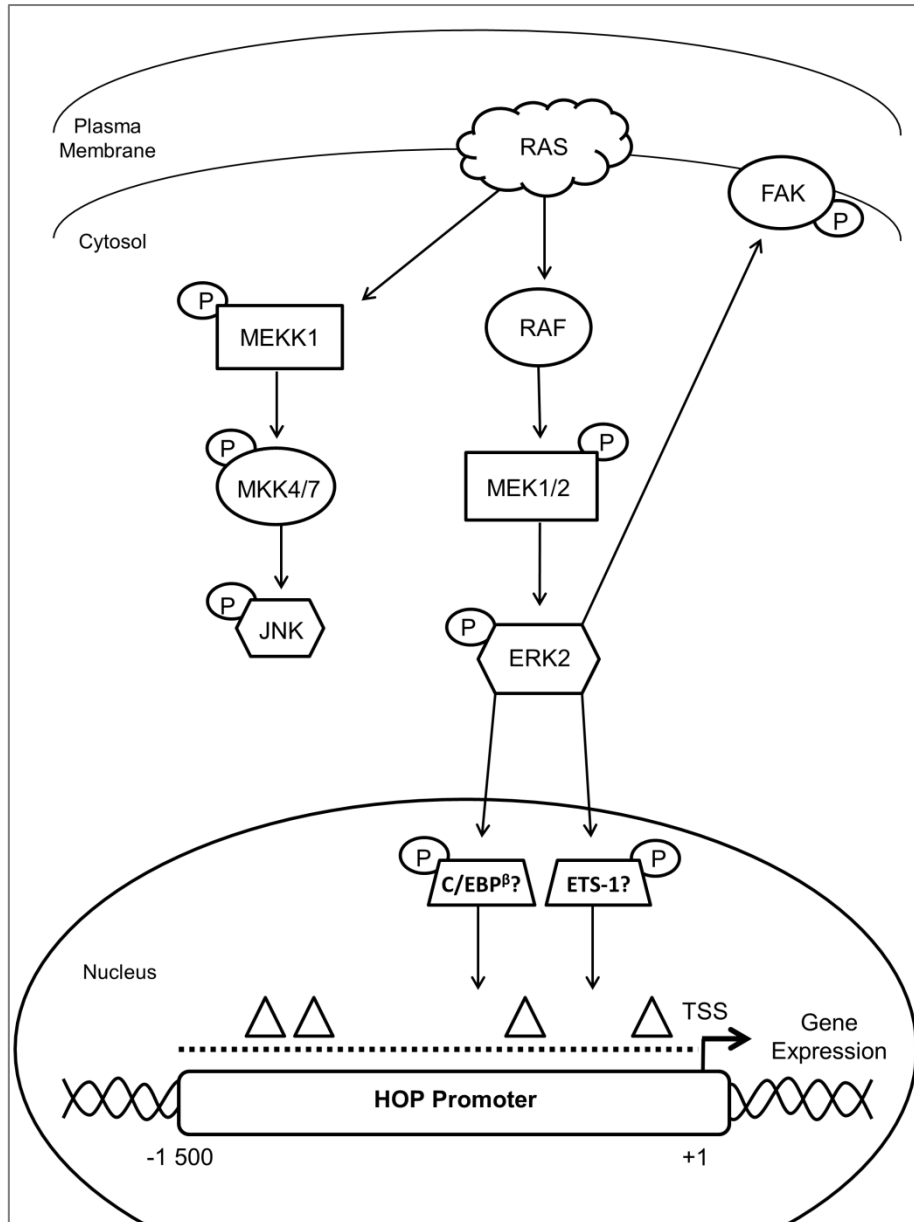 Plasma
Membrane
RAS
FAK
P
Cytosol
P
MEKK1
RAF
P
MKK4/7
P
MEK1/2
P
JNK
P
ERK2
P
C/EBPᵝ?
P
ETS-1?
Nucleus
TSS
Gene
Expression
HOP Promoter
-1 500
+1